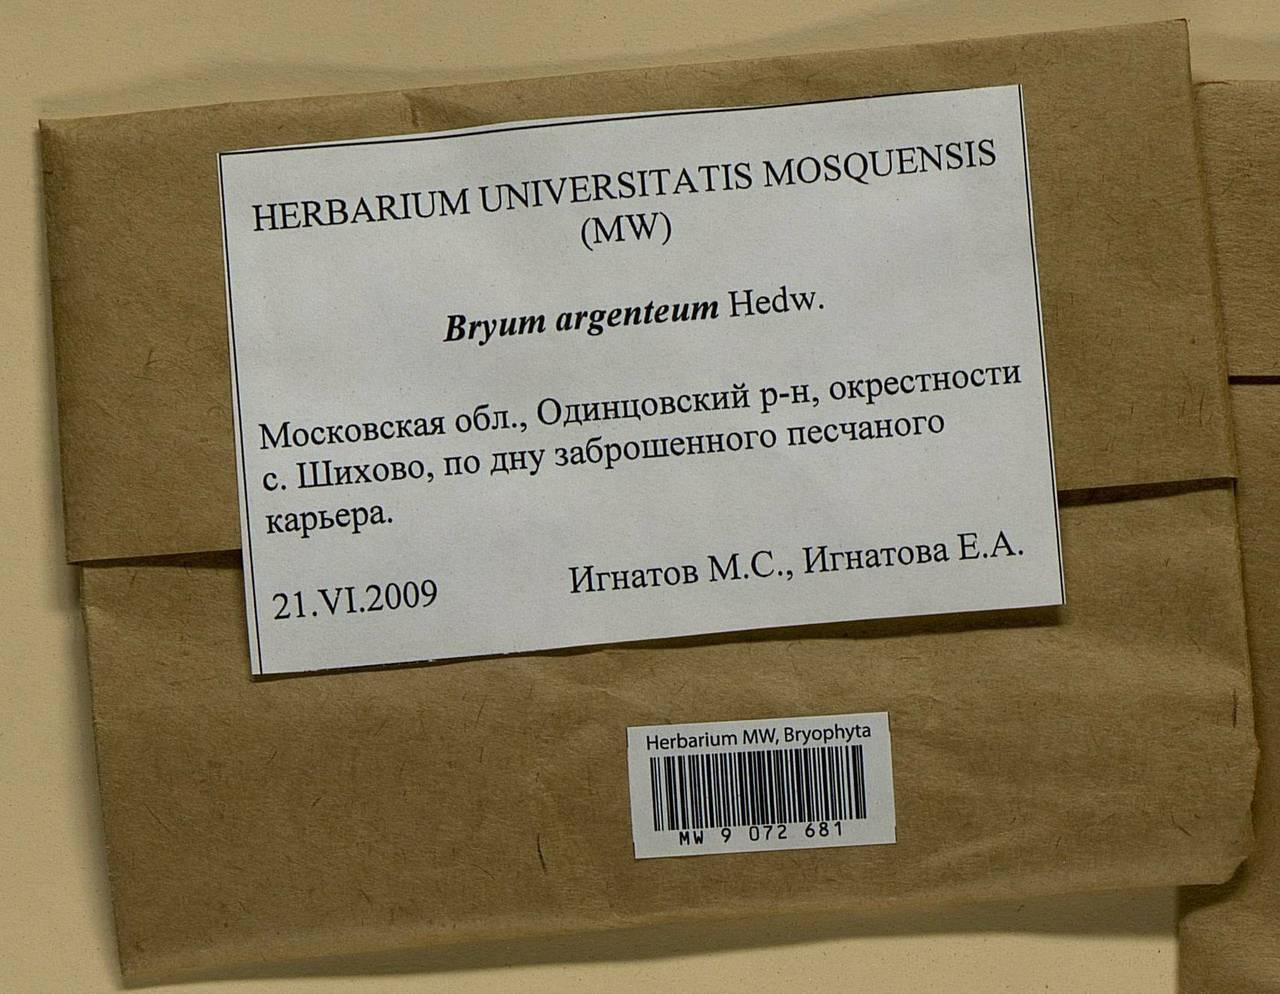 HERBARIUM UNIVERSITATIS MOSQUENSIS
(MW)
Bryum argenteum Hedw.
Московская обл., Одинцовский р-н, окрестности
с. Шихово, по дну заброшенного песчаного
карьера.
21.VI.2009 Игнатов М.С., Игнатова Е.А.
Herbarium MW, Bryophyta
MW 9 072 681